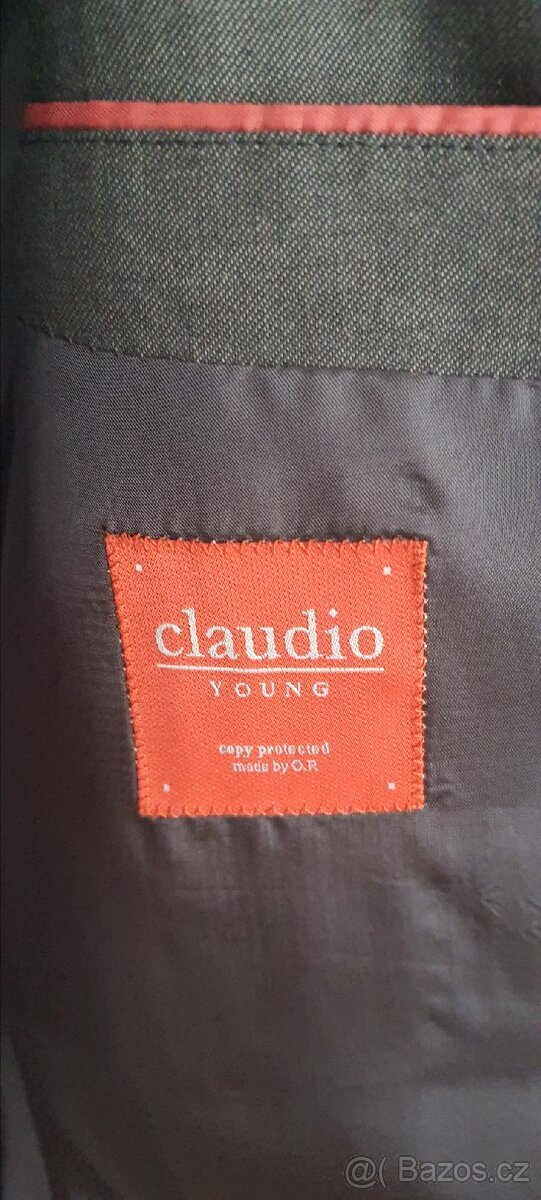 claudio
YOUNG
copy protected
made by O.P.
@( Bazos.cz